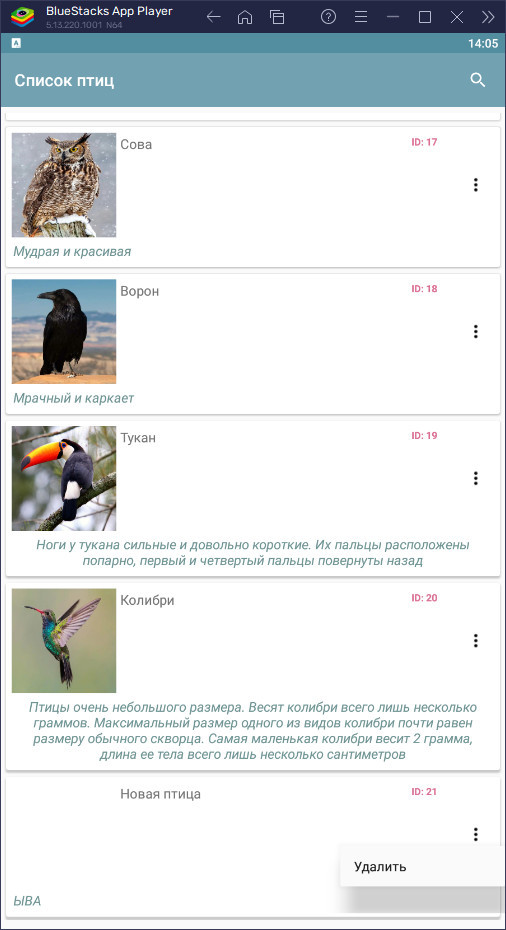 BlueStacks App Player
5.13.220.1001 N64
A
14:05
Список птиц
Сова
ID: 17
Мудрая и красивая
Ворон
ID: 18
Мрачный и каркает
Тукан
ID: 19
Ноги у тукана сильные и довольно короткие. Их пальцы расположены
попарно, первый и четвертый пальцы повернуты назад
Колибри
ID: 20
Птицы очень небольшого размера. Весят колибри всего лишь несколько
граммов. Максимальный размер одного из видов колибри почти равен
размеру обычного скворца. Самая маленькая колибри весит 2 грамма,
длина ее тела всего лишь несколько сантиметров
Новая птица
ID: 21
Удалить
ЫВА